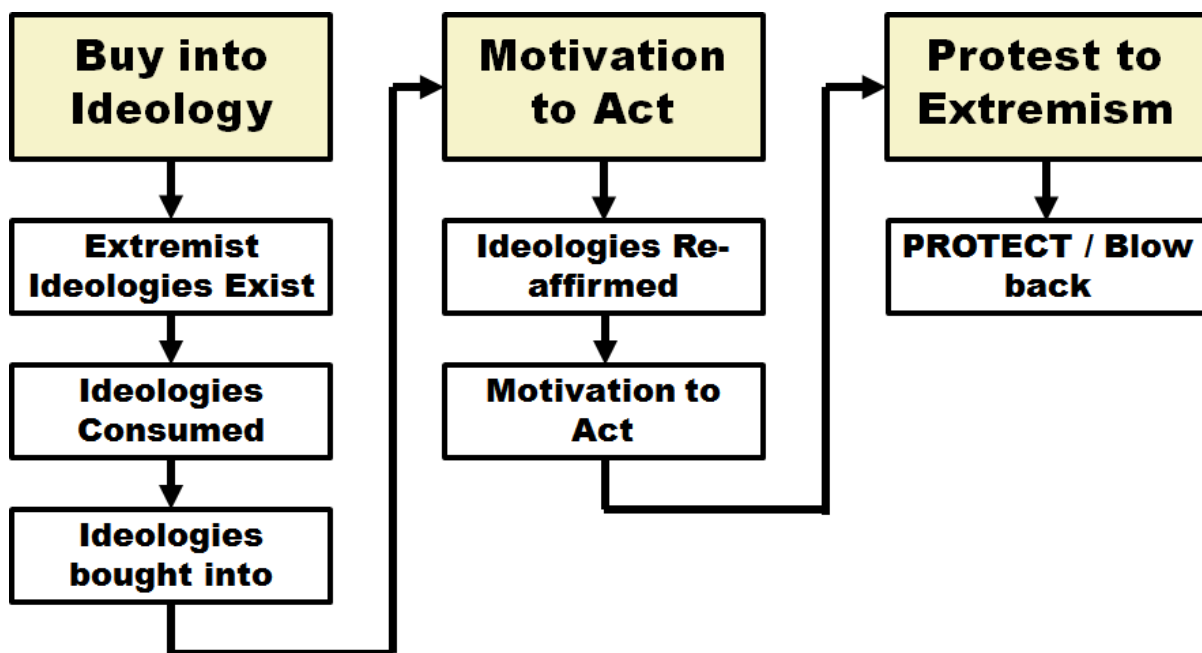 Buy into
Ideology
Extremist
Ideologies Exist
Ideologies
Consumed
Ideologies
bought into
Motivation
to Act
Ideologies Re-
affirmed
Motivation to
Act
Protest to
Extremism
PROTECT / Blow
back